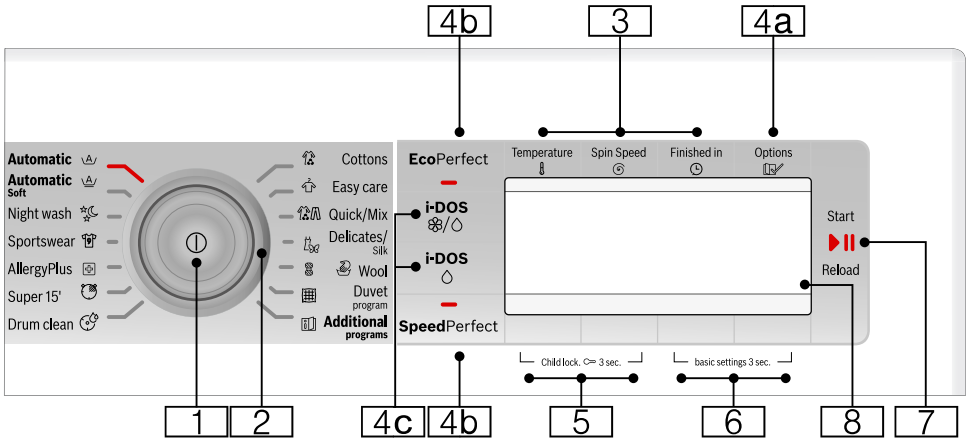 4b
3
4a
Automatic
Automatic
Soft
Night wash
Sportswear
AllergyPlus
Super 15'
Drum clean
Cottons
Easy care
Quick/Mix
Delicates/
Silk
Wool
Duvet
program
Additional
programs
EcoPerfect
i-DOS
i-DOS
SpeedPerfect
Temperature
Spin Speed
Finished in
Options
Start
Reload
Child lock. 3 sec.
basic settings 3 sec.
1
2
4c
4b
5
6
8
7